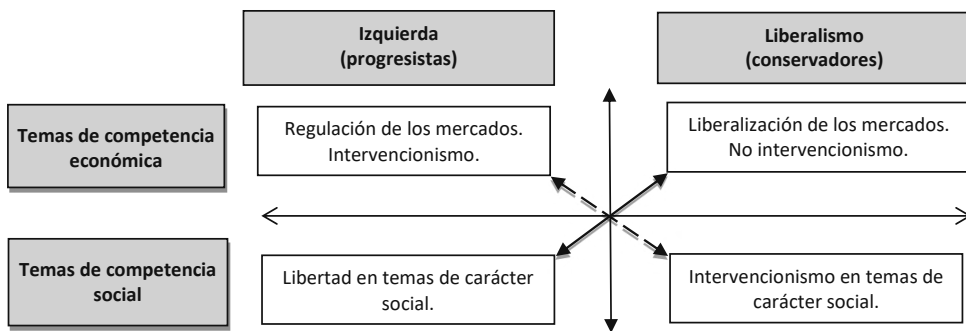 Izquierda
(progresistas)
Liberalismo
(conservadores)
Temas de competencia
económica
Regulación de los mercados.
Intervencionismo.
Liberalización de los mercados.
No intervencionismo.
Temas de competencia
social
Libertad en temas de carácter
social.
Intervencionismo en temas de
carácter social.